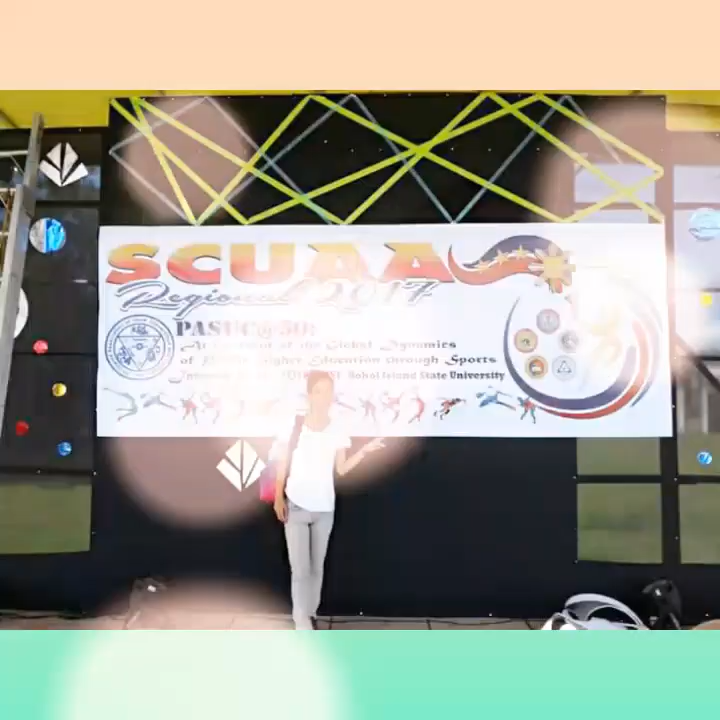 SCUAA
Regional 2017
PASUC@50:
of the Global Dynamics
of Higher Education through Sports
Bohol Island State University